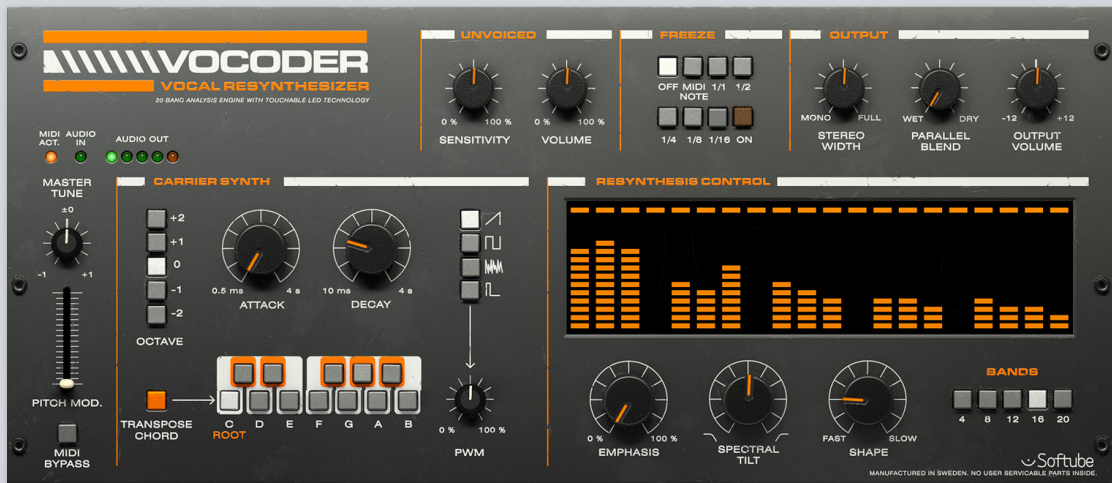 VOCODER
VOCAL RESYNTHESIZER
20 BAND ANALYSIS ENGINE WITH TOUCHABLE LED TECHNOLOGY
MIDI ACT.
AUDIO IN
AUDIO OUT
UNVOICED
0 % 100 %
SENSITIVITY
0 % 100 %
VOLUME
FREEZE
OFF MIDI NOTE 1/1 1/2
1/4 1/8 1/16 ON
OUTPUT
MONO FULL
STEREO WIDTH
WET DRY
PARALLEL BLEND
-12 +12
OUTPUT VOLUME
MASTER TUNE
±0
-1 +1
PITCH MOD.
MIDI BYPASS
CARRIER SYNTH
+2
+1
0
-1
-2
OCTAVE
0.5 ms 4 s
ATTACK
10 ms 4 s
DECAY
TRANSPOSE CHORD
C D E F G A B
ROOT
0 % 100 %
PWM
RESYNTHESIS CONTROL
0 % 100 %
EMPHASIS
SPECTRAL TILT
FAST SLOW
SHAPE
BANDS
4 8 12 16 20
Softube
MANUFACTURED IN SWEDEN. NO USER SERVICABLE PARTS INSIDE.